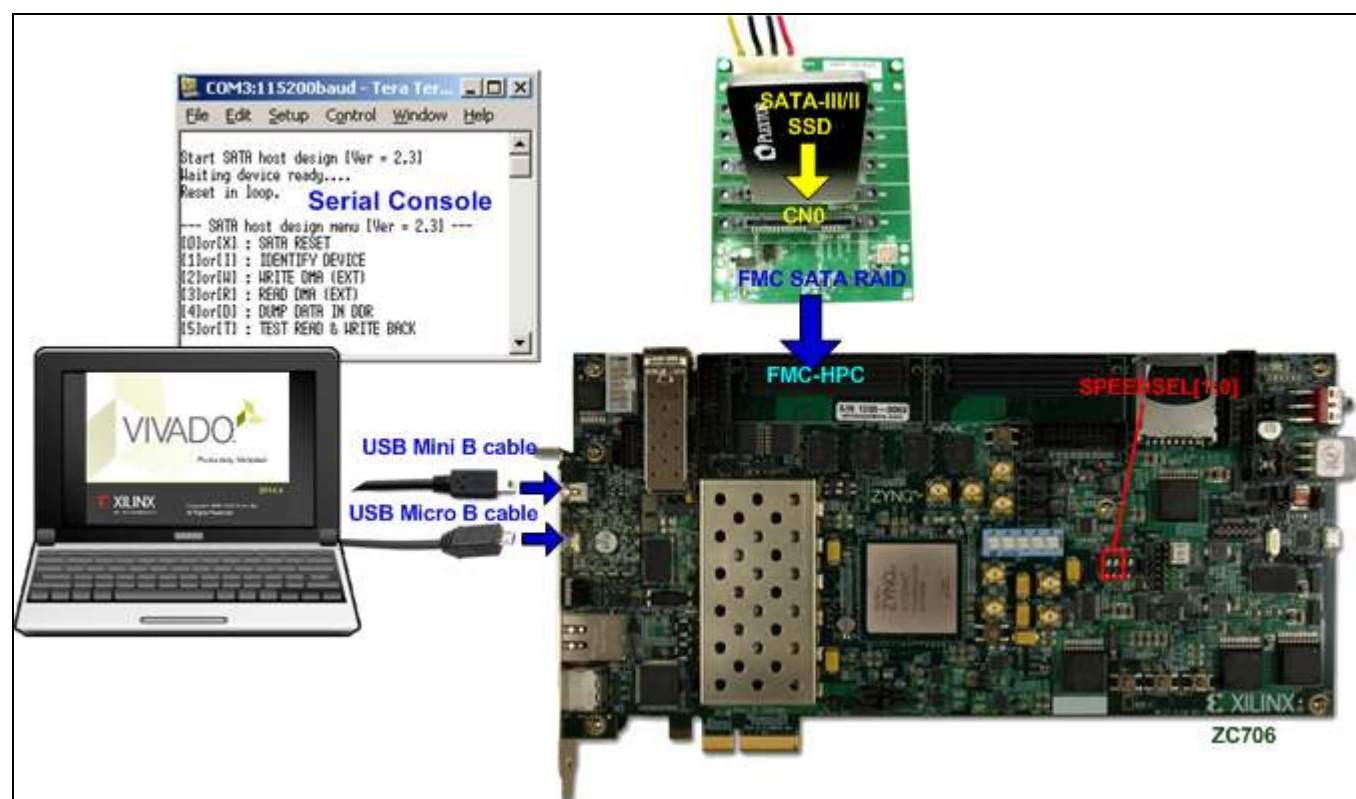 COM3:115200baud - Tera Ter...
File Edit Setup Control Window Help
Start SATA host design [Ver = 2.3]
Waiting device ready....
Reset in loop.
Serial Console
--- SATA host design menu [Ver = 2.3] ---
[0]or[X] : SATA RESET
[1]or[I] : IDENTIFY DEVICE
[2]or[W] : WRITE DMA (EXT)
[3]or[R] : READ DMA (EXT)
[4]or[D] : DUMP DATA IN DDR
[5]or[T] : TEST READ & WRITE BACK
SATA-III/II
SSD
PLEXTOR
CN0
FMC SATA RAID
FMC-HPC
SPEEDSEL[1:0]
VIVADO
XILINX
USB Mini B cable
USB Micro B cable
ZYNQ
ZYNQ
XILINX
ZC706